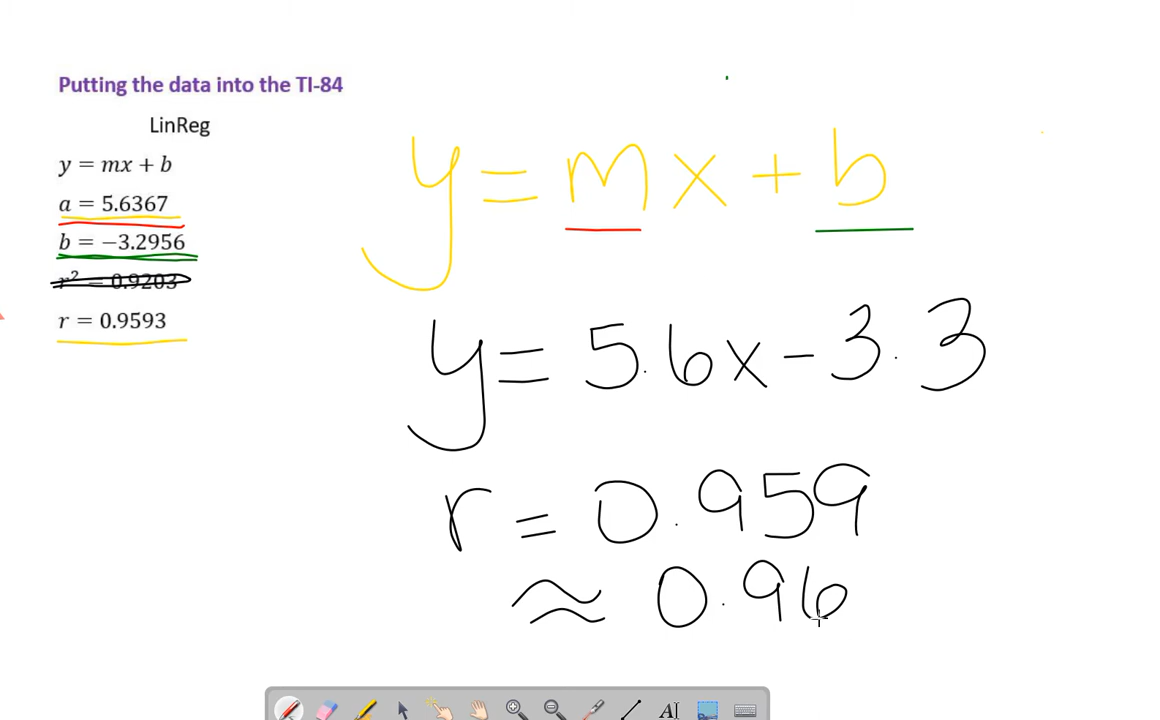 Putting the data into the TI-84
LinReg
y = mx + b
a = 5.6367
b = −3.2956
r² = 0.9203
r = 0.9593
y = mx + b
y = 5.6x - 3.3
r = 0.959
≈ 0.96
AI